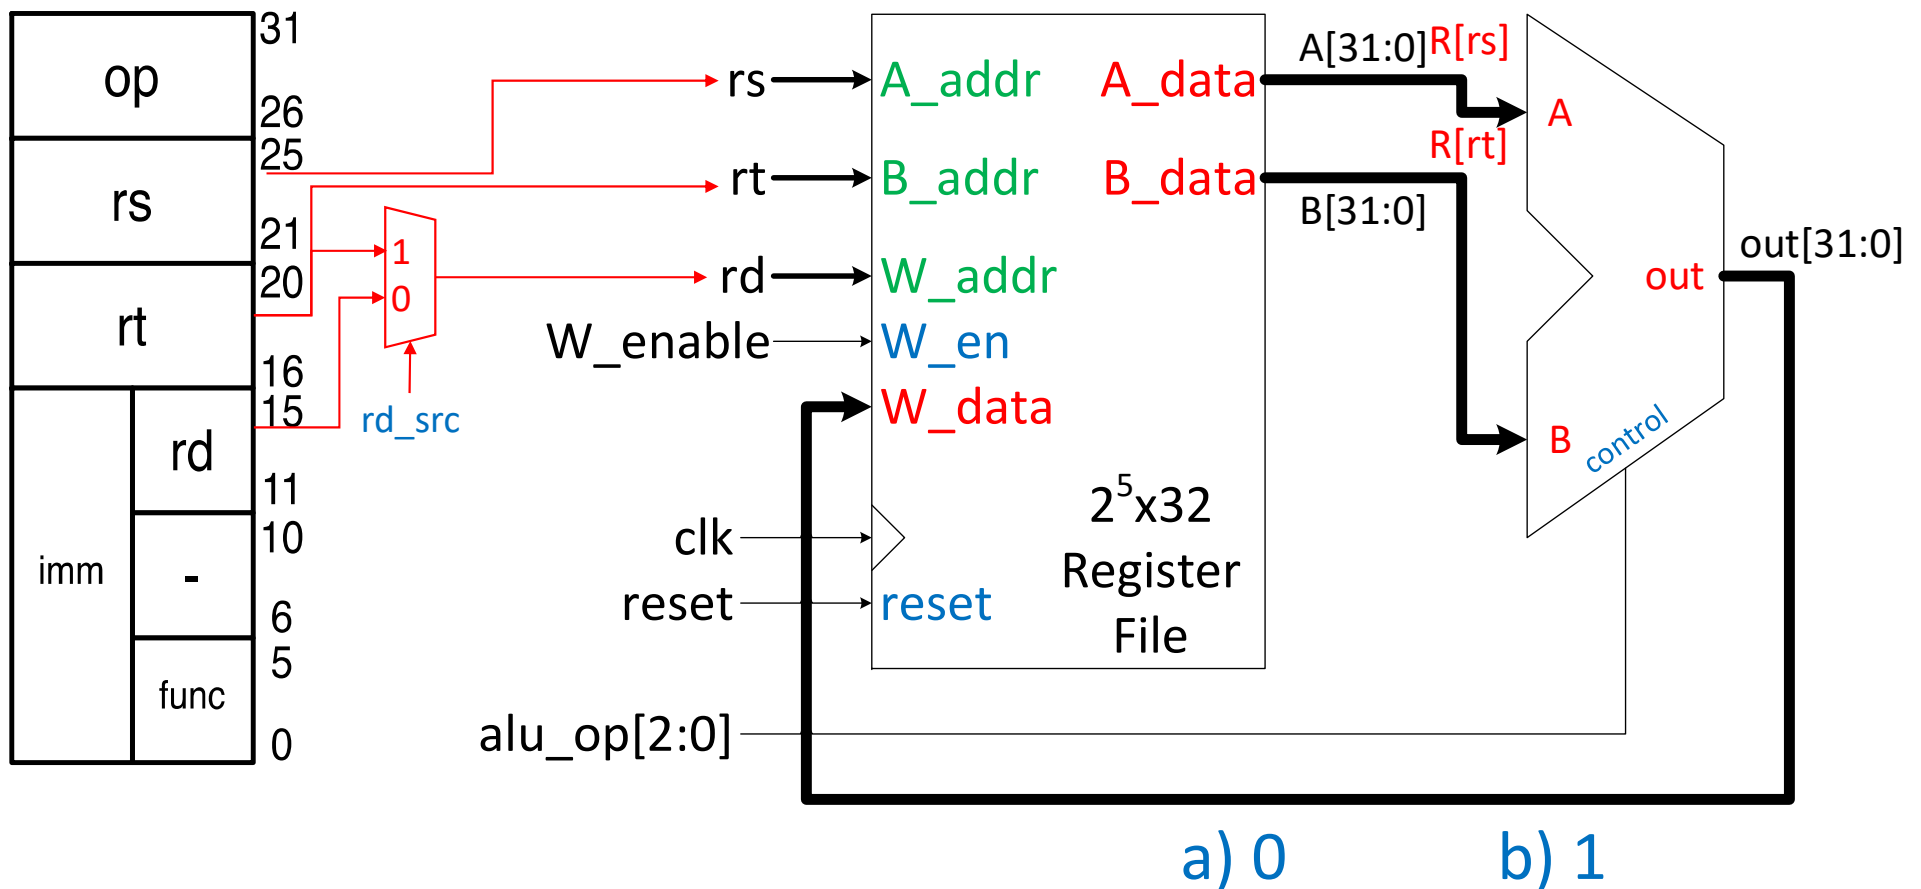 op
31
26
rs
25
21
rt
20
16
imm
rd
15
11
-
10
6
func
5
0
1
0
rd_src
rs
rt
rd
W_enable
clk
reset
alu_op[2:0]
A_addr
A_data
B_addr
B_data
W_addr
W_en
W_data
2^5x32
Register
File
reset
A[31:0]
R[rs]
R[rt]
B[31:0]
A
B
out
control
out[31:0]
a) 0
b) 1